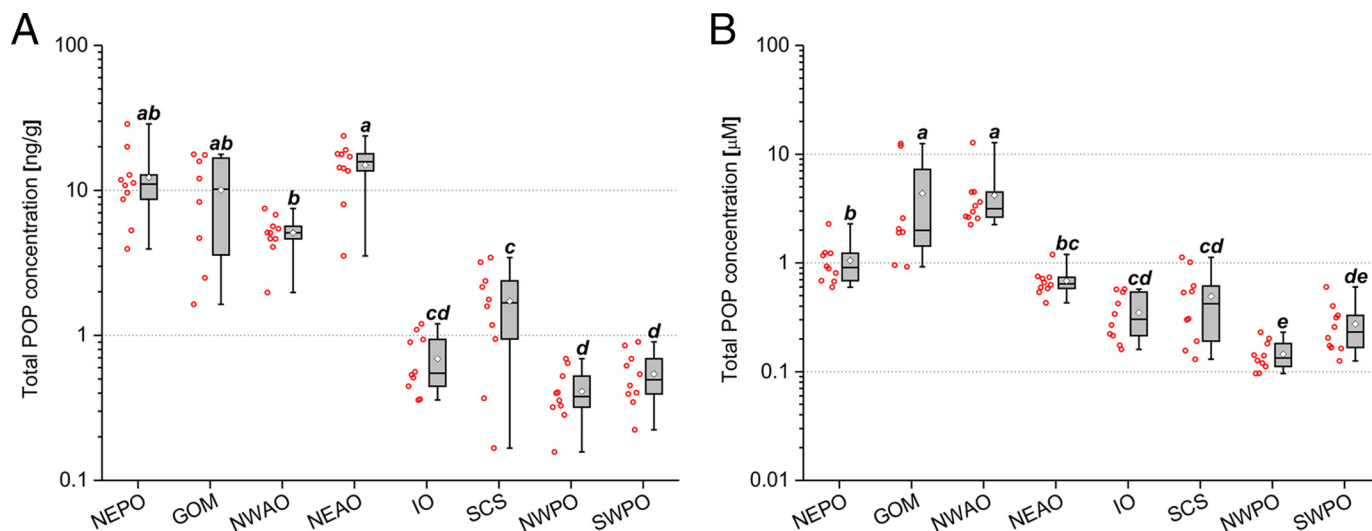 A
Total POP concentration [ng/g]
100
10
1
0.1
ab
ab
b
a
cd
c
d
d
NEPO
GOM
NWAO
NEAO
IO
SCS
NWPO
SWPO
B
Total POP concentration [µM]
100
10
1
0.1
0.01
b
a
a
bc
cd
cd
e
de
NEPO
GOM
NWAO
NEAO
IO
SCS
NWPO
SWPO